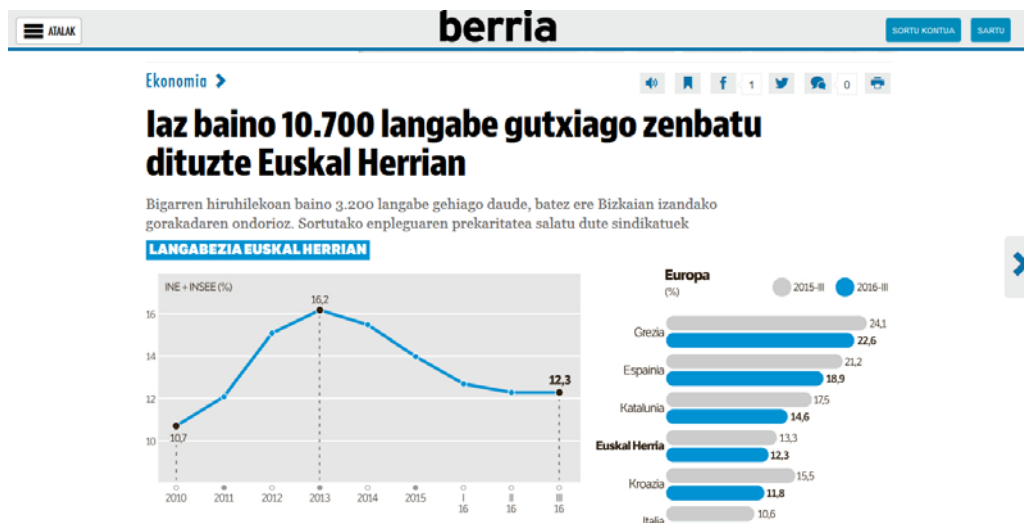 ATALAK
berria
SORTU KONTUA
SARTU
Ekonomia
1
0
Iaz baino 10.700 langabe gutxiago zenbatu
dituzte Euskal Herrian
Bigarren hiruhilekoan baino 3.200 langabe gehiago daude, batez ere Bizkaian izandako
gorakadaren ondorioz. Sortutako enpleguaren prekaritatea salatu dute sindikatuek
LANGABEZIA EUSKAL HERRIAN
INE + INSEE (%)
16
14
12
10
10,7
16,2
12,3
2010 2011 2012 2013 2014 2015 I II III
16 16 16
Europa
(%)
2015-III 2016-III
Grezia 24,1
22,6
Espainia 21,2
18,9
Katalunia 17,5
14,6
Euskal Herria 13,3
12,3
Kroazia 15,5
11,8
Italia 10,6